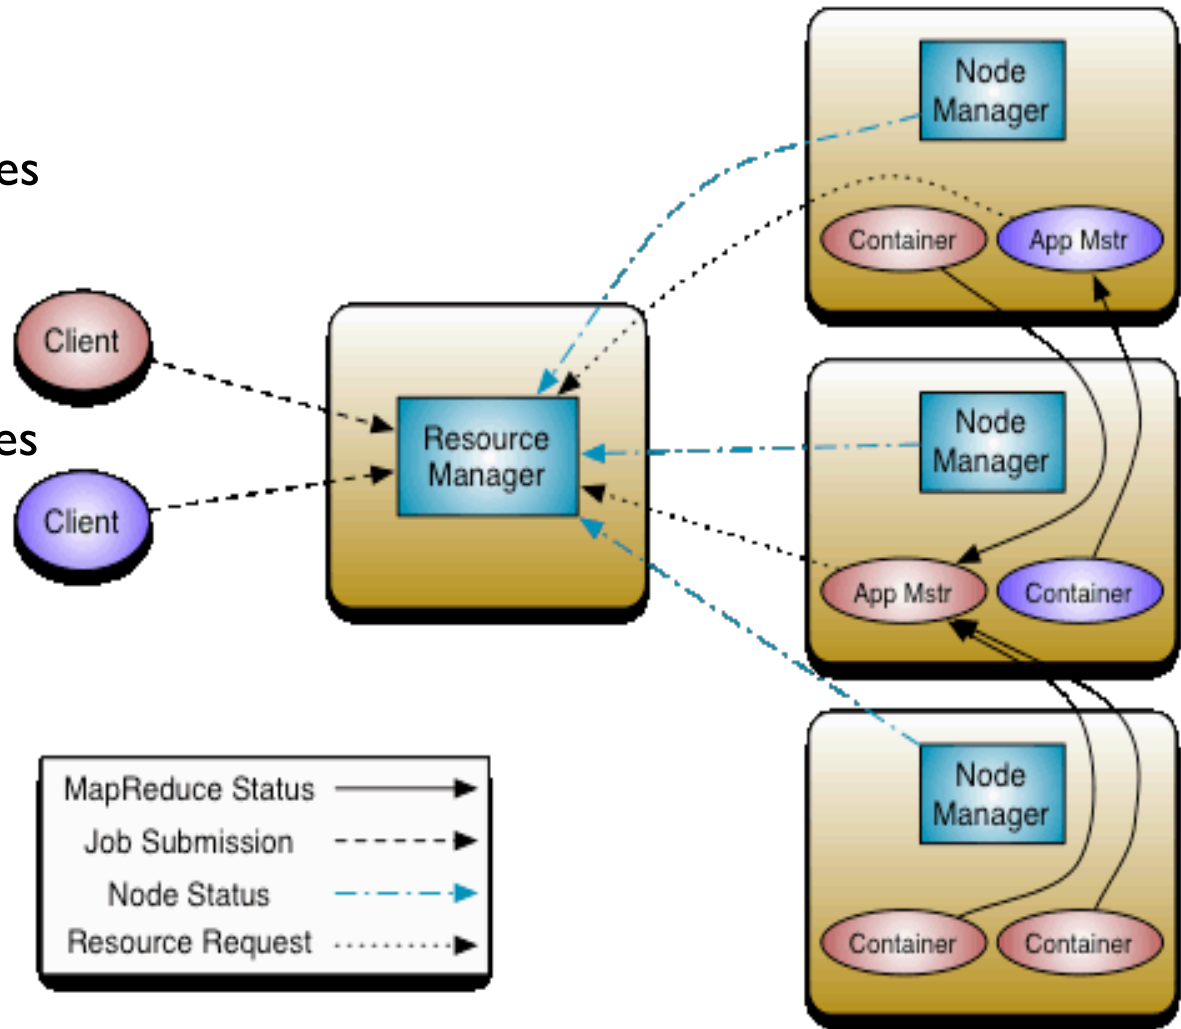 es
es
Client
Client
Resource
Manager
Node
Manager
Container
App Mstr
Node
Manager
App Mstr
Container
Node
Manager
Container
Container
MapReduce Status
Job Submission
Node Status
Resource Request